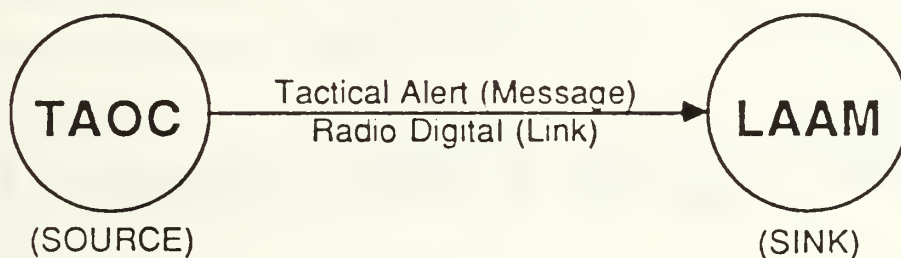 TAOC
Tactical Alert (Message)
Radio Digital (Link)
LAAM
(SOURCE)
(SINK)